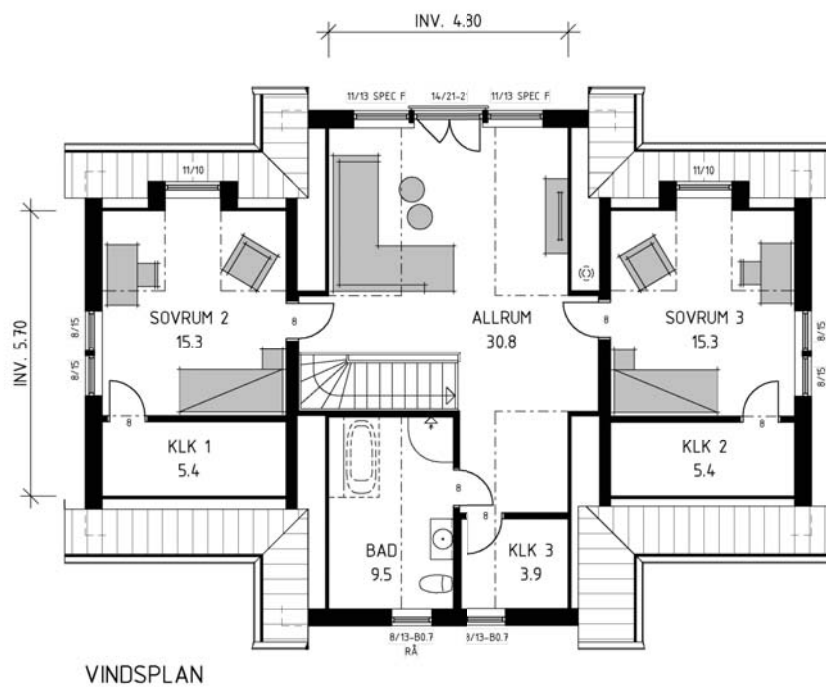 INV. 4.80
11/13 SPEC F 14/21-2 11/13 SPEC F
11/10
11/10
INV. 5.70
8/15
8/15
SOVRUM 2
15.3
8
ALLRUM
30.8
8
SOVRUM 3
15.3
8/15
8/15
8
KLK 1
5.4
8
8
8
KLK 2
5.4
BAD
9.5
KLK 3
3.9
8/13-B0.7
RÅ
8/13-B0.7
VINDSPLAN